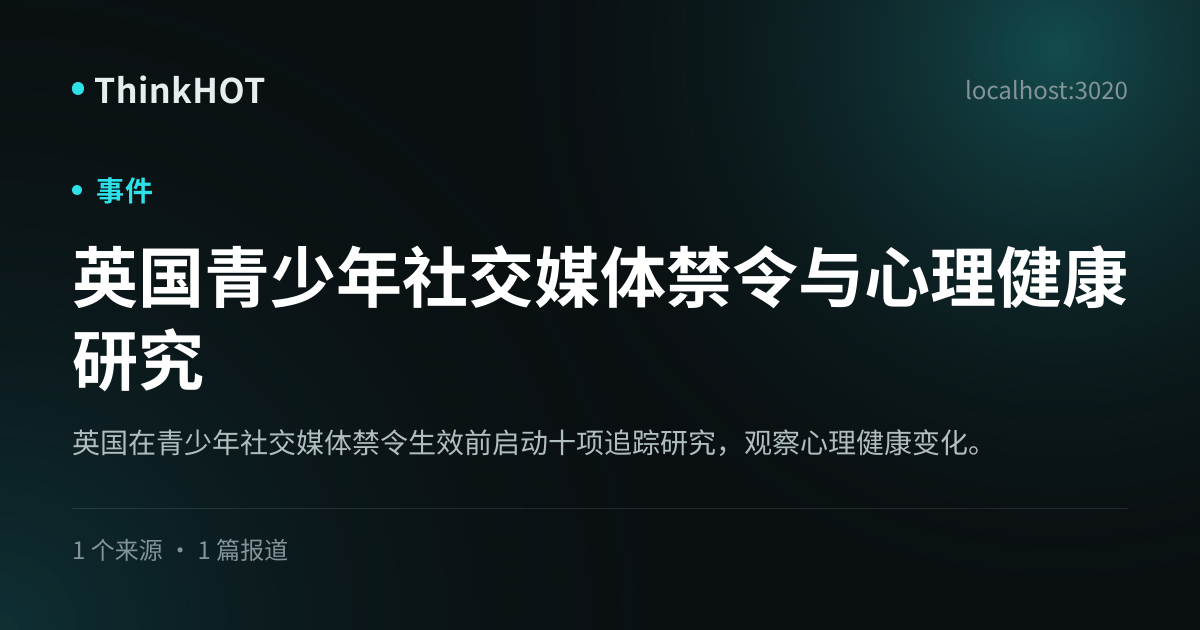 ThinkHOT
localhost:3020
事件
英国青少年社交媒体禁令与心理健康
研究
英国在青少年社交媒体禁令生效前启动十项追踪研究，观察心理健康变化。
1 个来源 · 1 篇报道